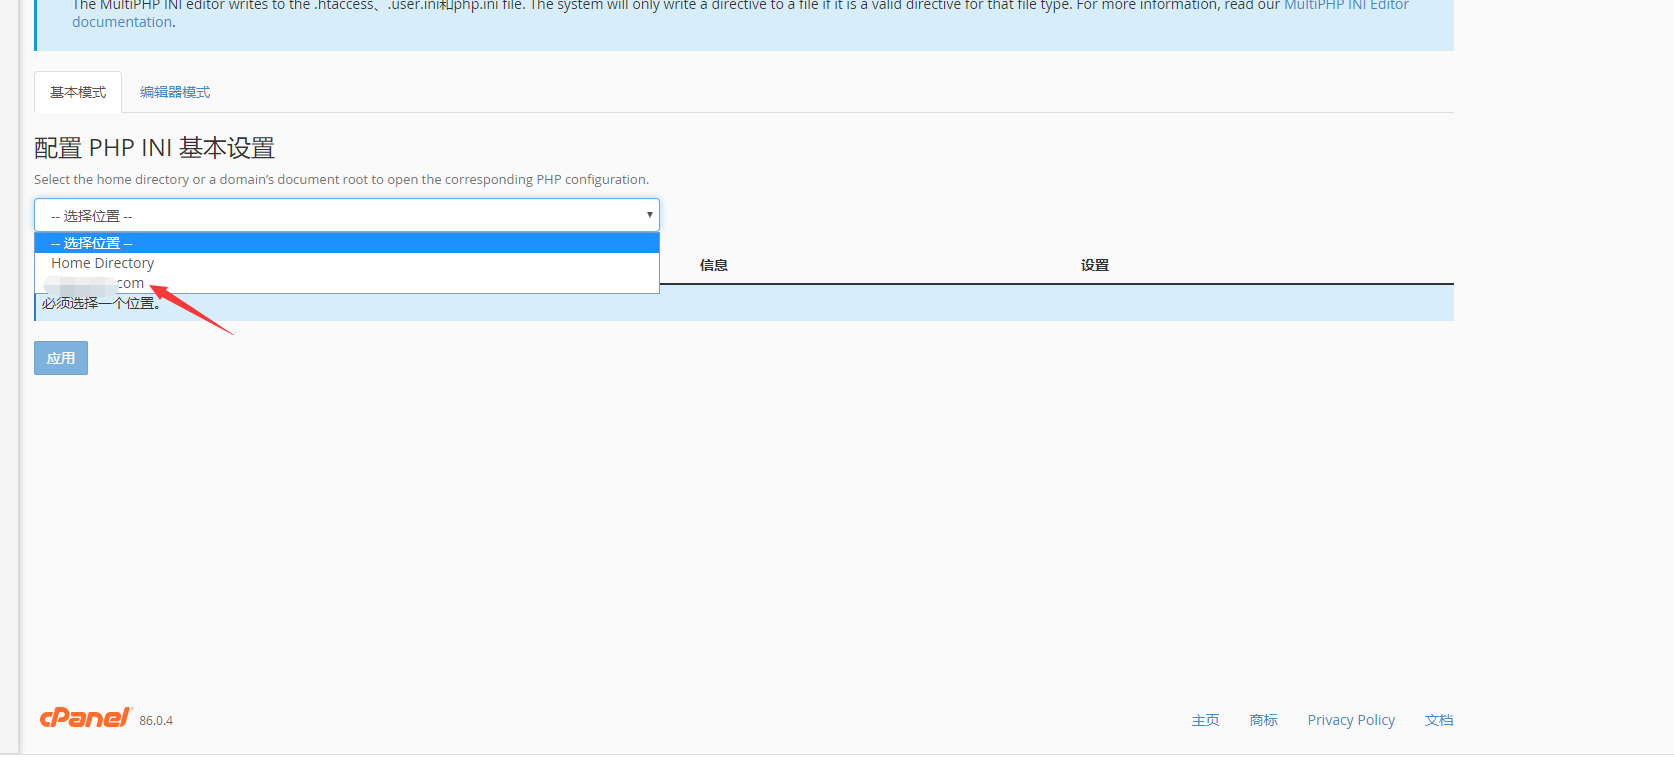 The MultiPHP INI editor writes to the .htaccess、.user.ini和php.ini file. The system will only write a directive to a file if it is a valid directive for that file type. For more information, read our MultiPHP INI Editor
documentation.
基本模式 编辑器模式
配置 PHP INI 基本设置
Select the home directory or a domain’s document root to open the corresponding PHP configuration.
-- 选择位置 --
-- 选择位置 --
Home Directory
信息 设置
.com
必须选择一个位置。
应用
cPanel 86.0.4 主页 商标 Privacy Policy 文档